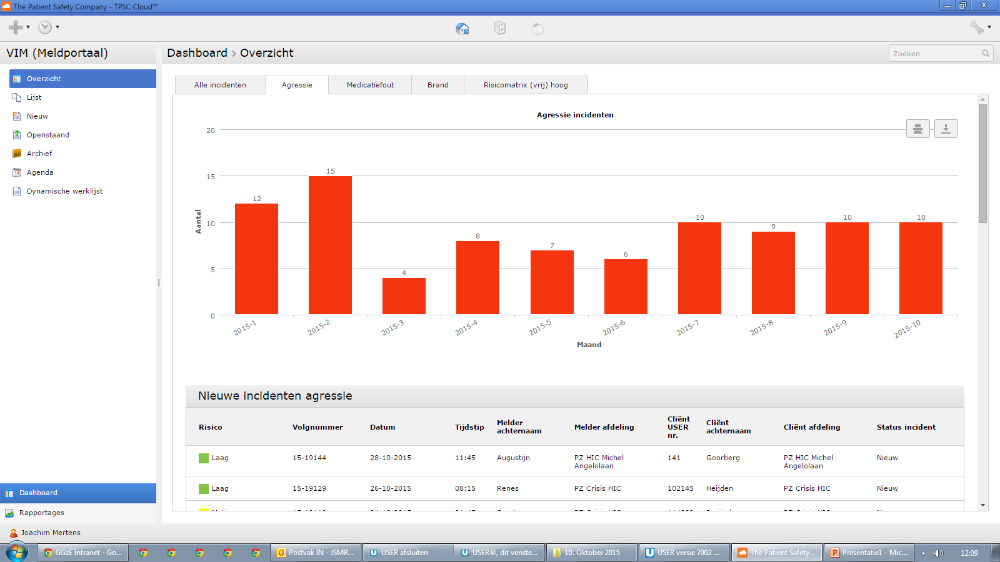 The Patient Safety Company - TPSC Cloud™
VIM (Meldportaal)
Dashboard › Overzicht
Zoeken
Overzicht
Lijst
Nieuw
Openstaand
Archief
Agenda
Dynamische werklijst
Alle incidenten
Agressie
Medicatiefout
Brand
Risicomatrix (vrij) hoog
Agressie incidenten
Aantal
20
15
10
5
0
12
15
4
8
7
6
10
9
10
10
2015-1
2015-2
2015-3
2015-4
2015-5
2015-6
2015-7
2015-8
2015-9
2015-10
Maand
Nieuwe incidenten agressie
Risico Volgnummer Datum Tijdstip Melder achternaam Melder afdeling Cliënt USER nr. Cliënt achternaam Cliënt afdeling Status incident
Laag 15-19144 28-10-2015 11:45 Augustijn PZ HIC Michel Angelolaan 141 Goorberg PZ HIC Michel Angelolaan Nieuw
Laag 15-19129 26-10-2015 08:15 Renes PZ Crisis HIC 102145 Heijden PZ Crisis HIC Nieuw
Dashboard
Rapportages
Joachim Mertens
GGzE Intranet - Go...
Postvak IN - JSMR...
USER afsluiten
USER®, dit venste...
10. Oktober 2015
USER versie 7002 ...
The Patient Safety...
Presentatie1 - Mic...
12:09